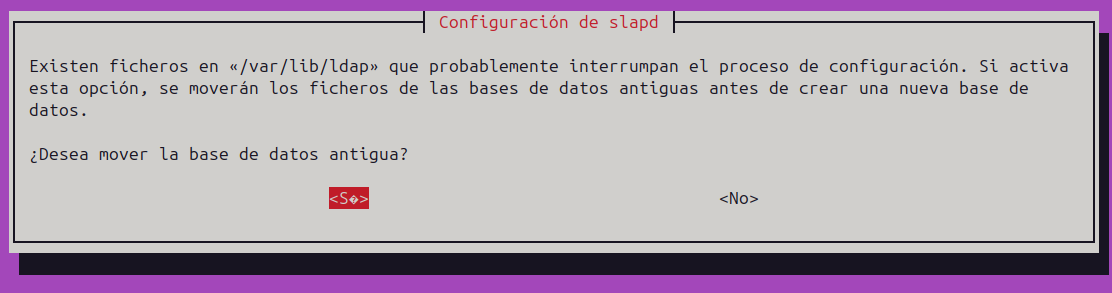 Configuración de slapd
Existen ficheros en «/var/lib/ldap» que probablemente interrumpan el proceso de configuración. Si activa
esta opción, se moverán los ficheros de las bases de datos antiguas antes de crear una nueva base de
datos.
¿Desea mover la base de datos antigua?
<S�> <No>